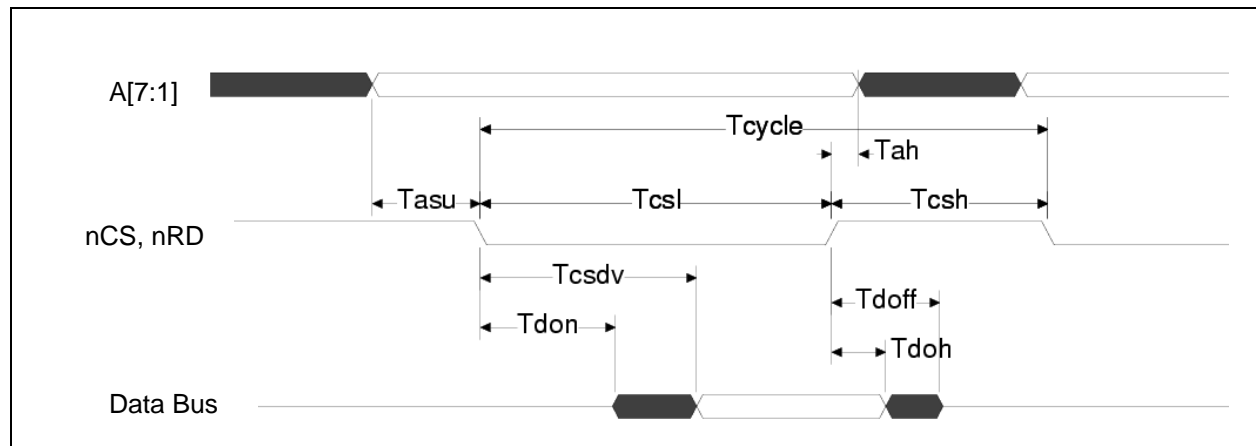 A[7:1]
Tcycle
Tah
Tasu
Tcsl
Tcsh
nCS, nRD
Tcsdv
Tdoff
Tdon
Tdoh
Data Bus